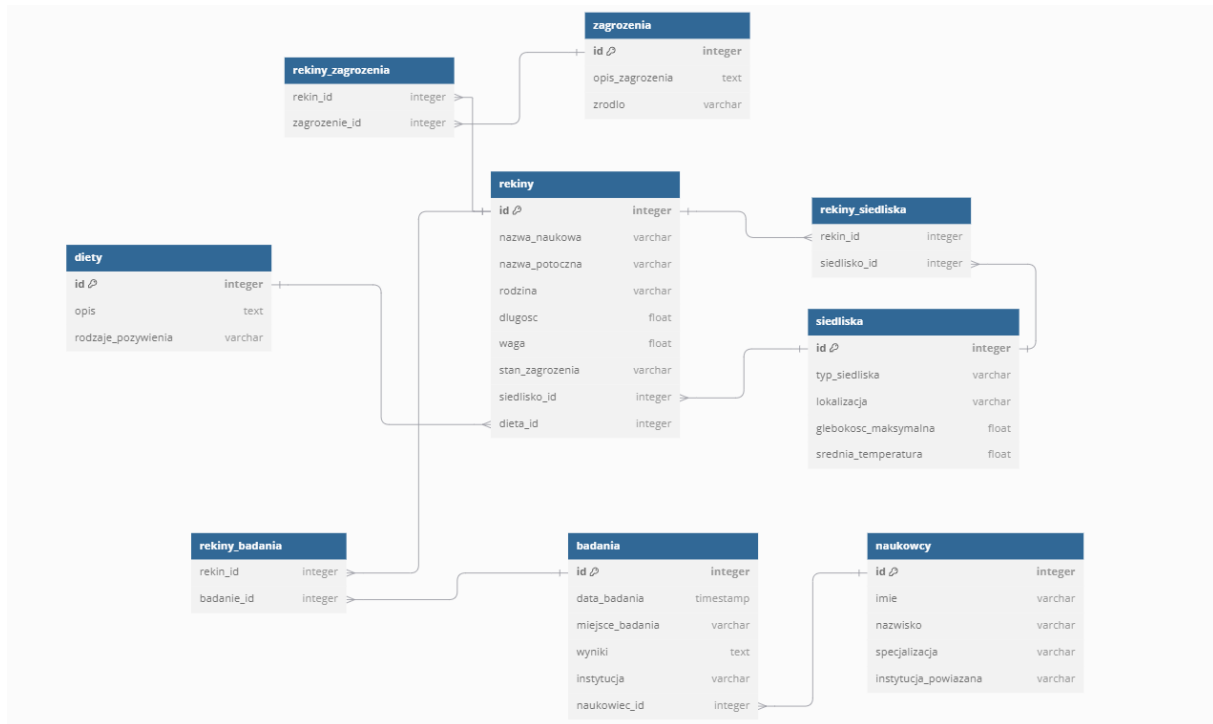 zagrozenia
id integer
opis_zagrozenia text
zrodlo varchar
rekiny_zagrozenia
rekin_id integer
zagrozenie_id integer
rekiny
id integer
nazwa_naukowa varchar
nazwa_potoczna varchar
rodzina varchar
dlugosc float
waga float
stan_zagrozenia varchar
siedlisko_id integer
dieta_id integer
rekiny_siedliska
rekin_id integer
siedlisko_id integer
diety
id integer
opis text
rodzaje_pozywienia varchar
siedliska
id integer
typ_siedliska varchar
lokalizacja varchar
glebokosc_maksymalna float
srednia_temperatura float
rekiny_badania
rekin_id integer
badanie_id integer
badania
id integer
data_badania timestamp
miejsce_badania varchar
wyniki text
instytucja varchar
naukowiec_id integer
naukowcy
id integer
imie varchar
nazwisko varchar
specjalizacja varchar
instytucja_powiazana varchar